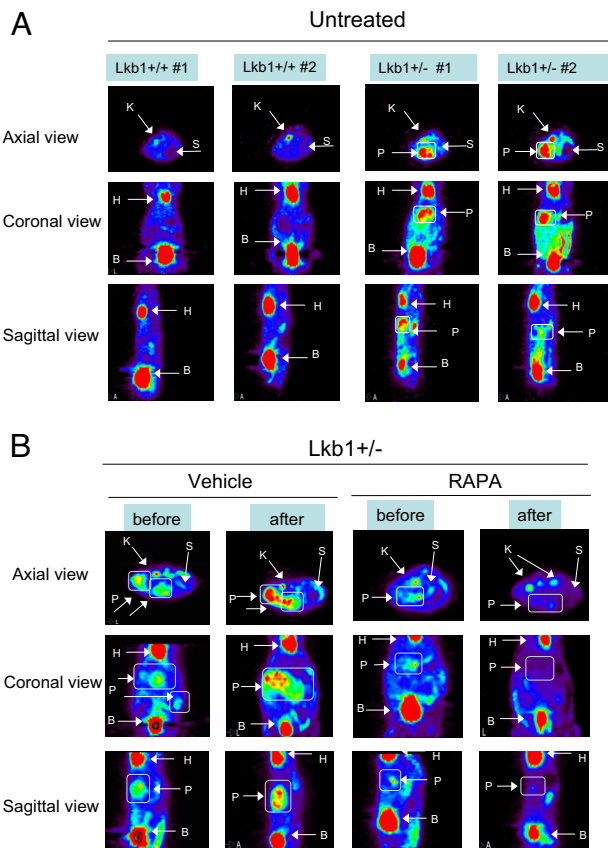 A
Untreated
Lkb1+/+ #1 Lkb1+/+ #2 Lkb1+/- #1 Lkb1+/- #2
Axial view
K S K S K P S K P S
Coronal view
H B L H B H P B H P B
Sagittal view
H B A H B A H P B A H P B A
B
Lkb1+/-
Vehicle RAPA
before after before after
Axial view
K S P L K S P K S P K S P
Coronal view
H P B H P B L H P B H P B L
Sagittal view
H P B H P B A H P B H P B A